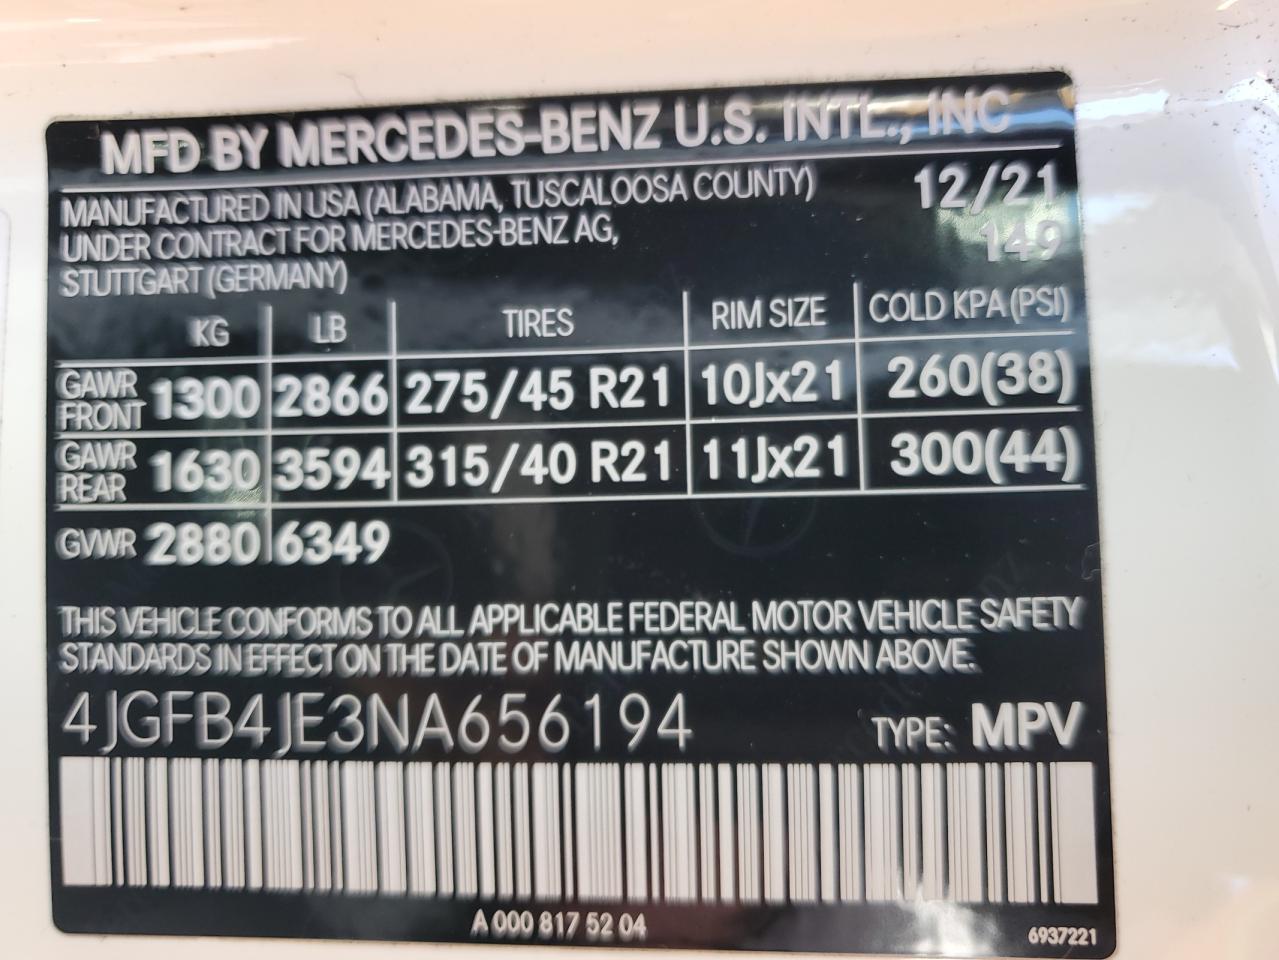 MFD BY MERCEDES-BENZ U.S. INTL., INC
MANUFACTURED IN USA (ALABAMA, TUSCALOOSA COUNTY) 12/21
UNDER CONTRACT FOR MERCEDES-BENZ AG, 149
STUTTGART (GERMANY)
KG LB TIRES RIM SIZE COLD KPA (PSI)
GAWR FRONT 1300 2866 275/45 R21 10Jx21 260(38)
GAWR REAR 1630 3594 315/40 R21 11Jx21 300(44)
GVWR 2880 6349
THIS VEHICLE CONFORMS TO ALL APPLICABLE FEDERAL MOTOR VEHICLE SAFETY
STANDARDS IN EFFECT ON THE DATE OF MANUFACTURE SHOWN ABOVE.
4JGFB4JE3NA656194 TYPE: MPV
A 000 817 52 04
6937221